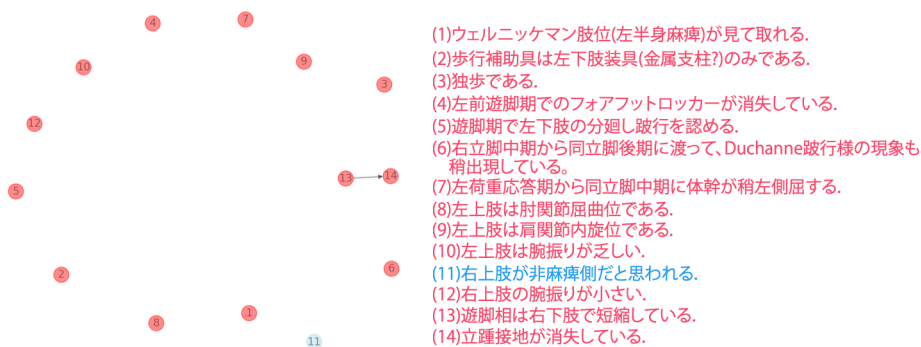 4
7
10
9
3
12
13
14
5
2
6
8
1
11
(1)ウェルニッケマン肢位(左半身麻痺)が見て取れる.
(2)歩行補助具は左下肢装具(金属支柱?)のみである.
(3)独歩である.
(4)左前遊脚期でのフォアフットロッカーが消失している.
(5)遊脚期で左下肢の分廻し跛行を認める.
(6)右立脚中期から同立脚後期に渡って、Duchanne跛行様の現象も
稍出現している。
(7)左荷重応答期から同立脚中期に体幹が稍左側屈する.
(8)左上肢は肘関節屈曲位である.
(9)左上肢は肩関節内旋位である.
(10)左上肢は腕振りが乏しい.
(11)右上肢が非麻痺側だと思われる.
(12)右上肢の腕振りが小さい.
(13)遊脚相は右下肢で短縮している.
(14)立踵接地が消失している.